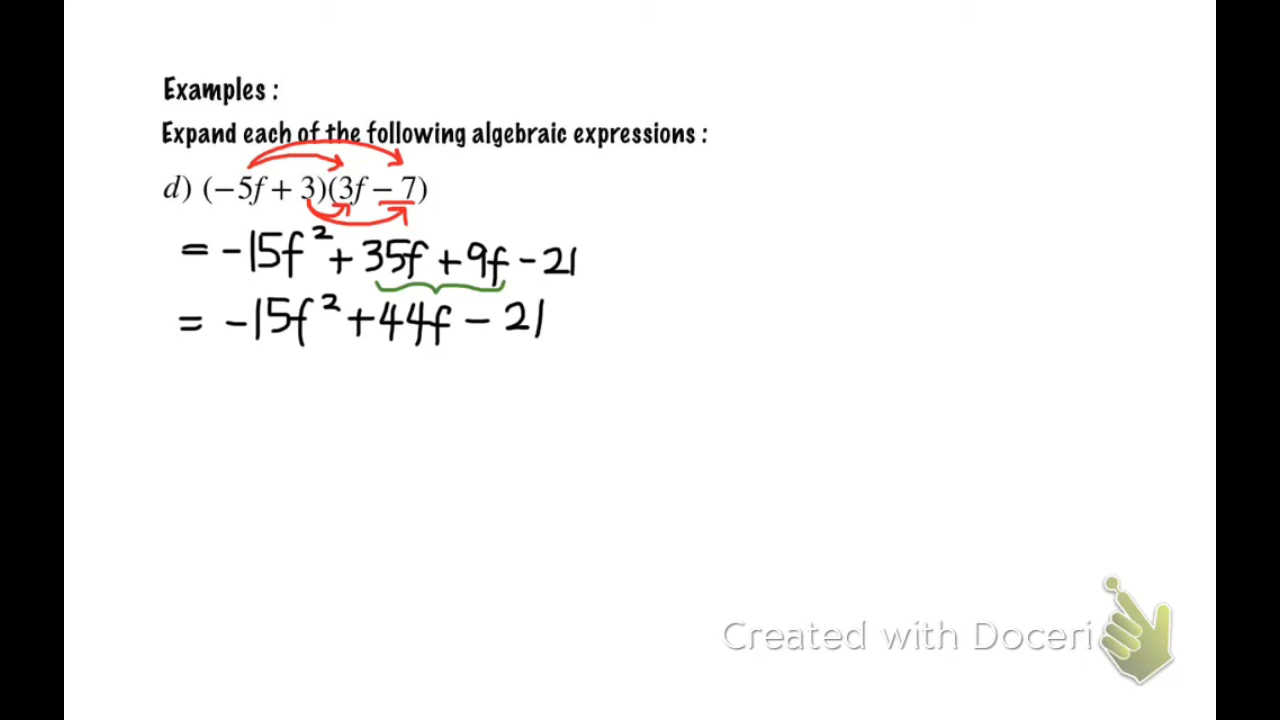 Examples :
Expand each of the following algebraic expressions :
d) (−5f + 3)(3f − 7)
= -15f² + 35f + 9f - 21
= -15f² + 44f - 21
Created with Doceri